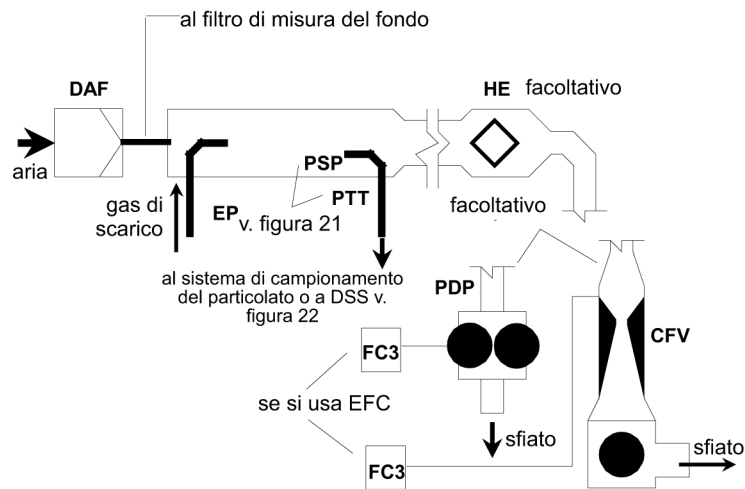 al filtro di misura del fondo
DAF
HE facoltativo
aria
PSP
PTT
gas di
scarico
EP v. figura 21
facoltativo
al sistema di campionamento
del particolato o a DSS v.
figura 22
PDP
CFV
FC3
se si usa EFC
sfiato
sfiato
FC3